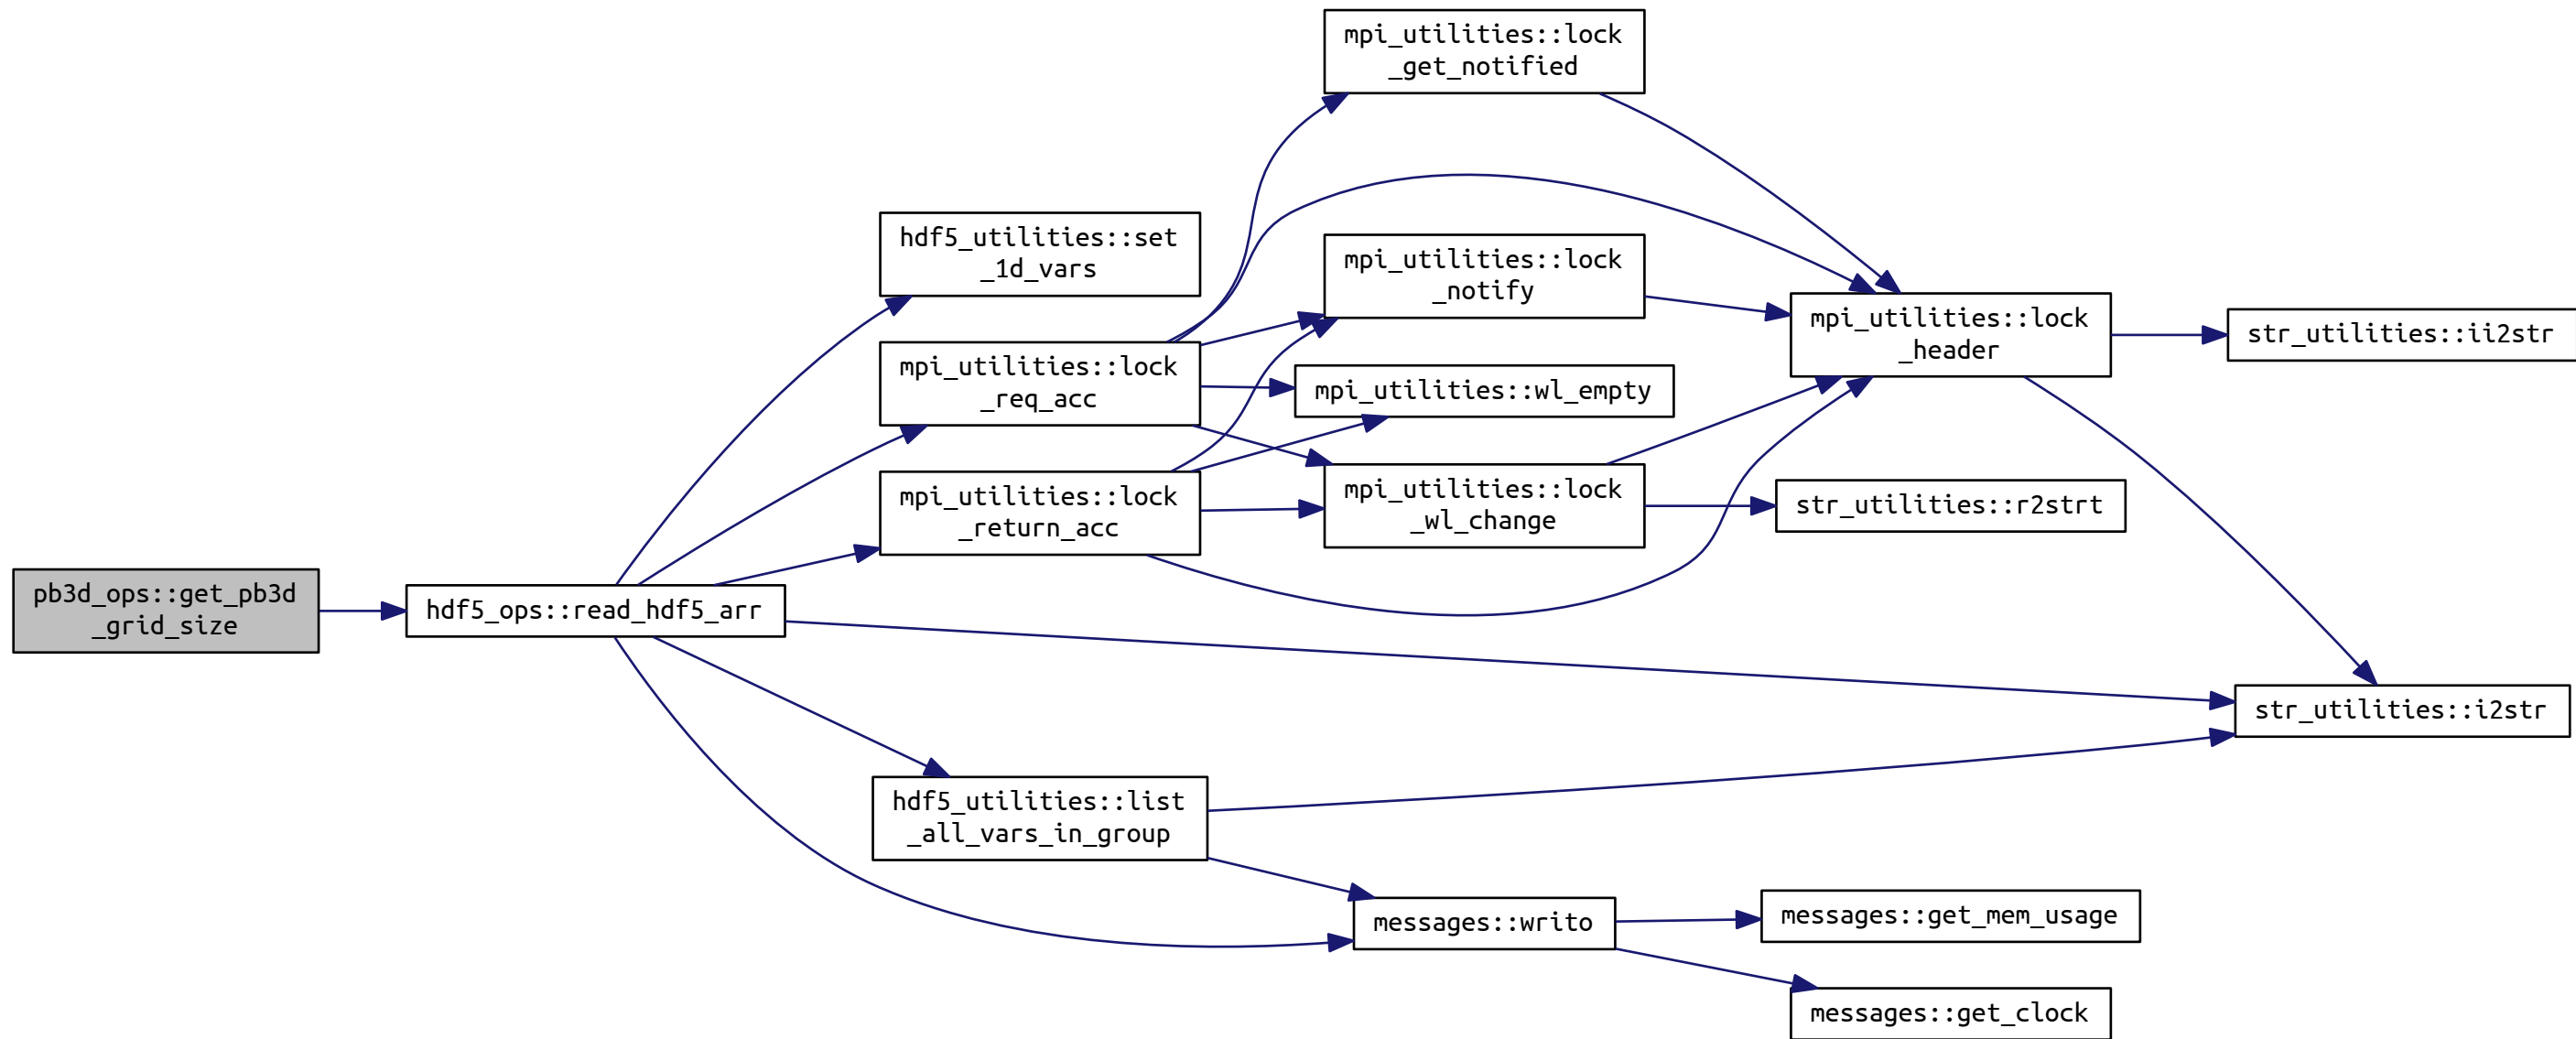 pb3d_ops::get_pb3d
_grid_size
hdf5_ops::read_hdf5_arr
hdf5_utilities::set
_1d_vars
mpi_utilities::lock
_req_acc
mpi_utilities::lock
_return_acc
hdf5_utilities::list
_all_vars_in_group
mpi_utilities::lock
_get_notified
mpi_utilities::lock
_notify
mpi_utilities::wl_empty
mpi_utilities::lock
_wl_change
messages::writo
mpi_utilities::lock
_header
str_utilities::r2strt
messages::get_mem_usage
messages::get_clock
str_utilities::ii2str
str_utilities::i2str